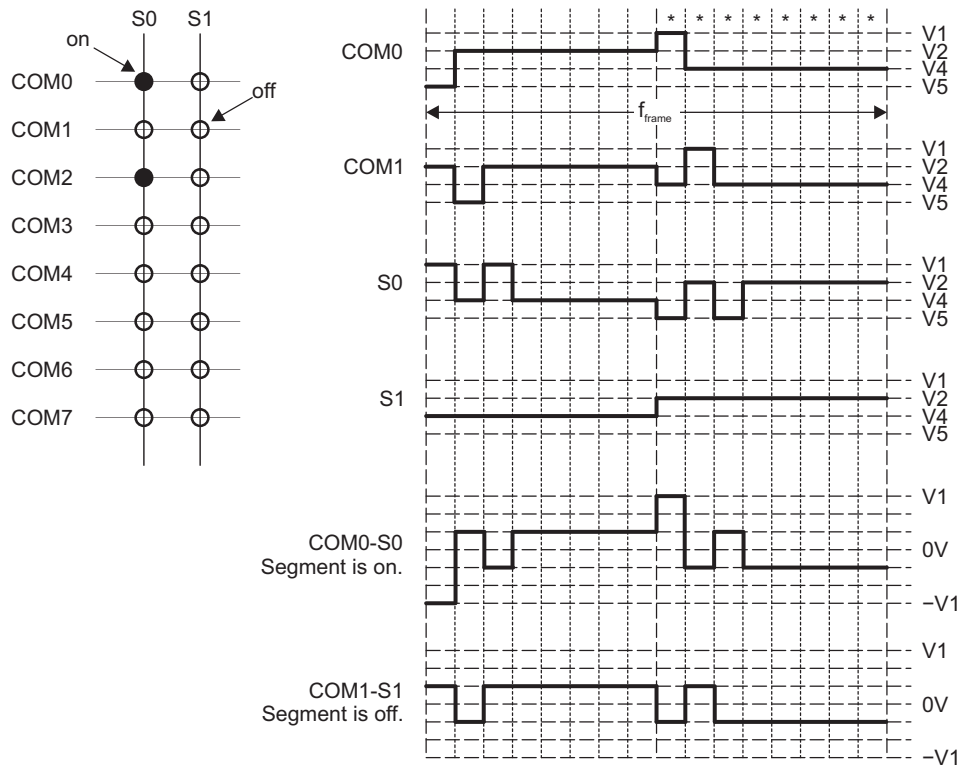 S0 S1
on
off
COM0
COM1
COM2
COM3
COM4
COM5
COM6
COM7
* * * * * * * *
COM0
V1
V2
V4
V5
f_frame
COM1
V1
V2
V4
V5
S0
V1
V2
V4
V5
S1
V1
V2
V4
V5
COM0-S0
Segment is on.
V1
0V
−V1
COM1-S1
Segment is off.
V1
0V
−V1